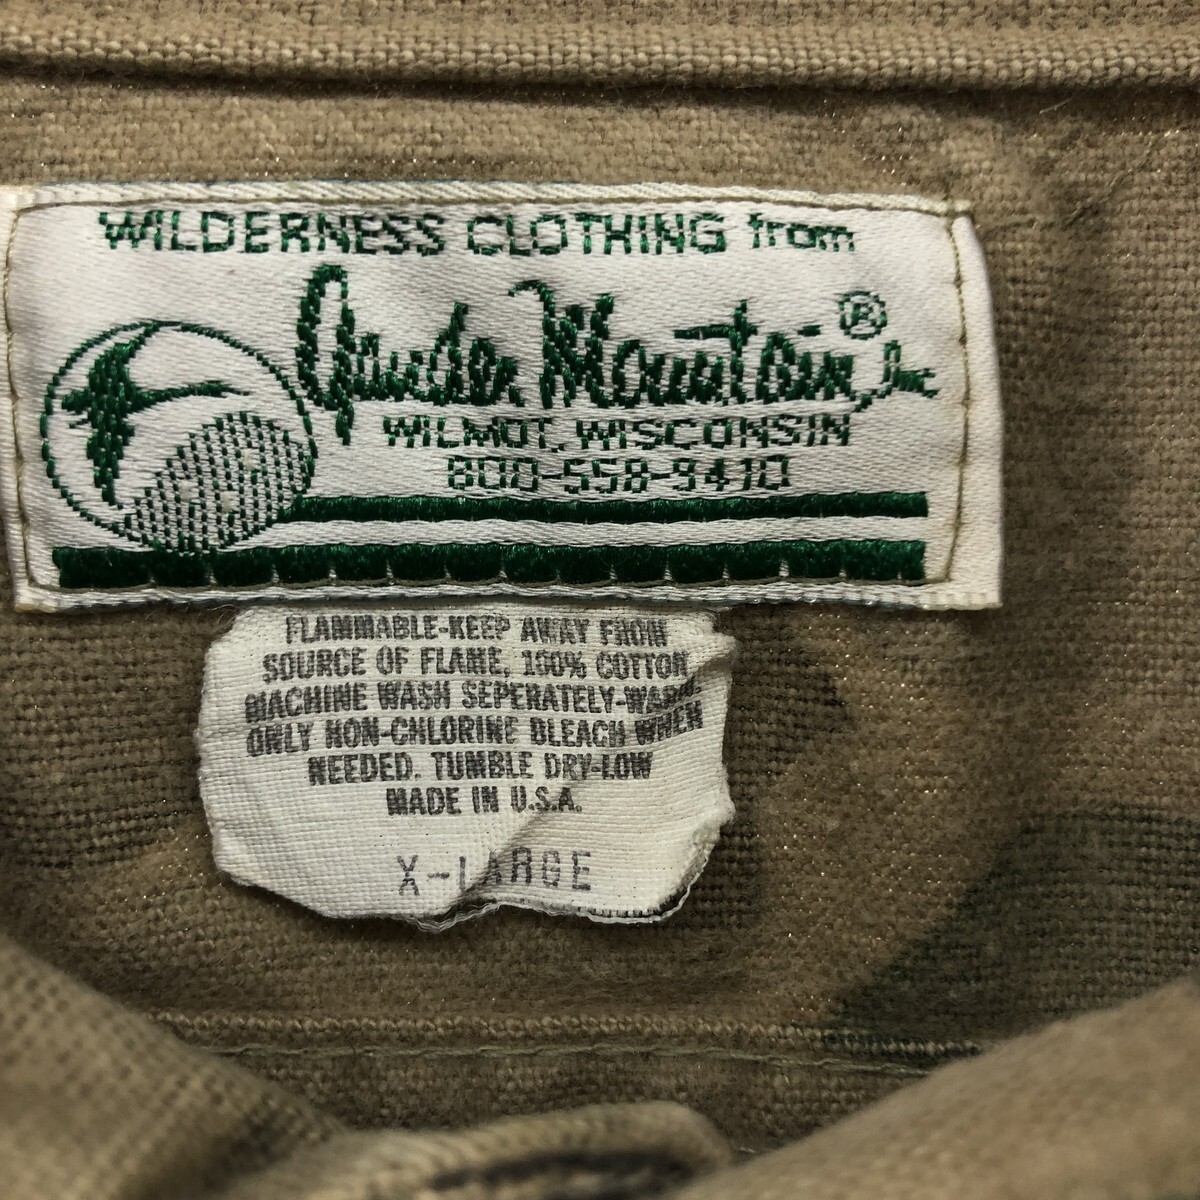 WILDERNESS CLOTHING from
Gander Mountain, Inc ®
WILMOT, WISCONSIN
800-558-9410
FLAMMABLE-KEEP AWAY FROM
SOURCE OF FLAME, 100% COTTON
MACHINE WASH SEPERATELY-WARM.
ONLY NON-CHLORINE BLEACH WHEN
NEEDED. TUMBLE DRY-LOW
MADE IN U.S.A.
X-LARGE